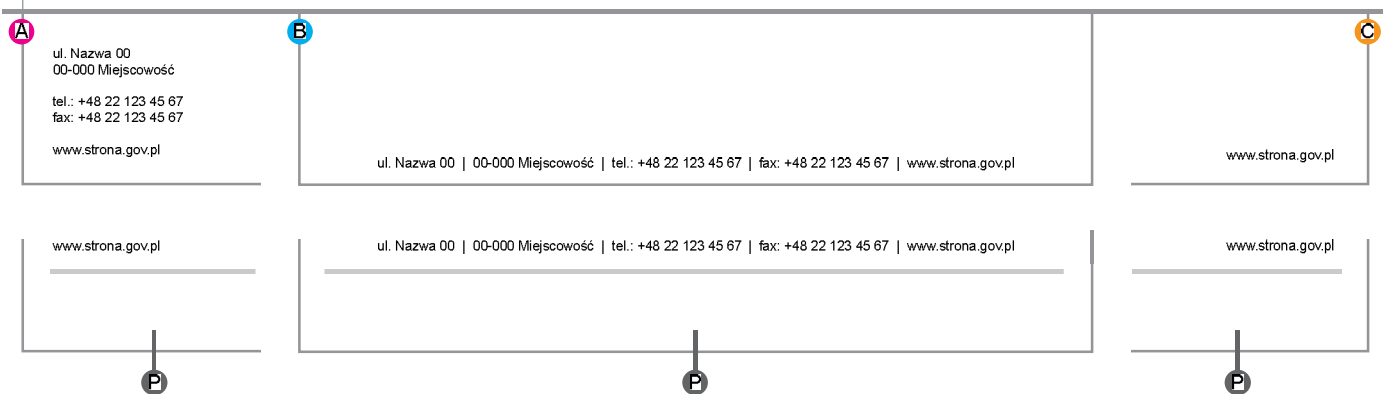 A
B
C
ul. Nazwa 00
00-000 Miejscowość
tel.: +48 22 123 45 67
fax: +48 22 123 45 67
www.strona.gov.pl
ul. Nazwa 00 | 00-000 Miejscowość | tel.: +48 22 123 45 67 | fax: +48 22 123 45 67 | www.strona.gov.pl
www.strona.gov.pl
www.strona.gov.pl
ul. Nazwa 00 | 00-000 Miejscowość | tel.: +48 22 123 45 67 | fax: +48 22 123 45 67 | www.strona.gov.pl
www.strona.gov.pl
P
P
P